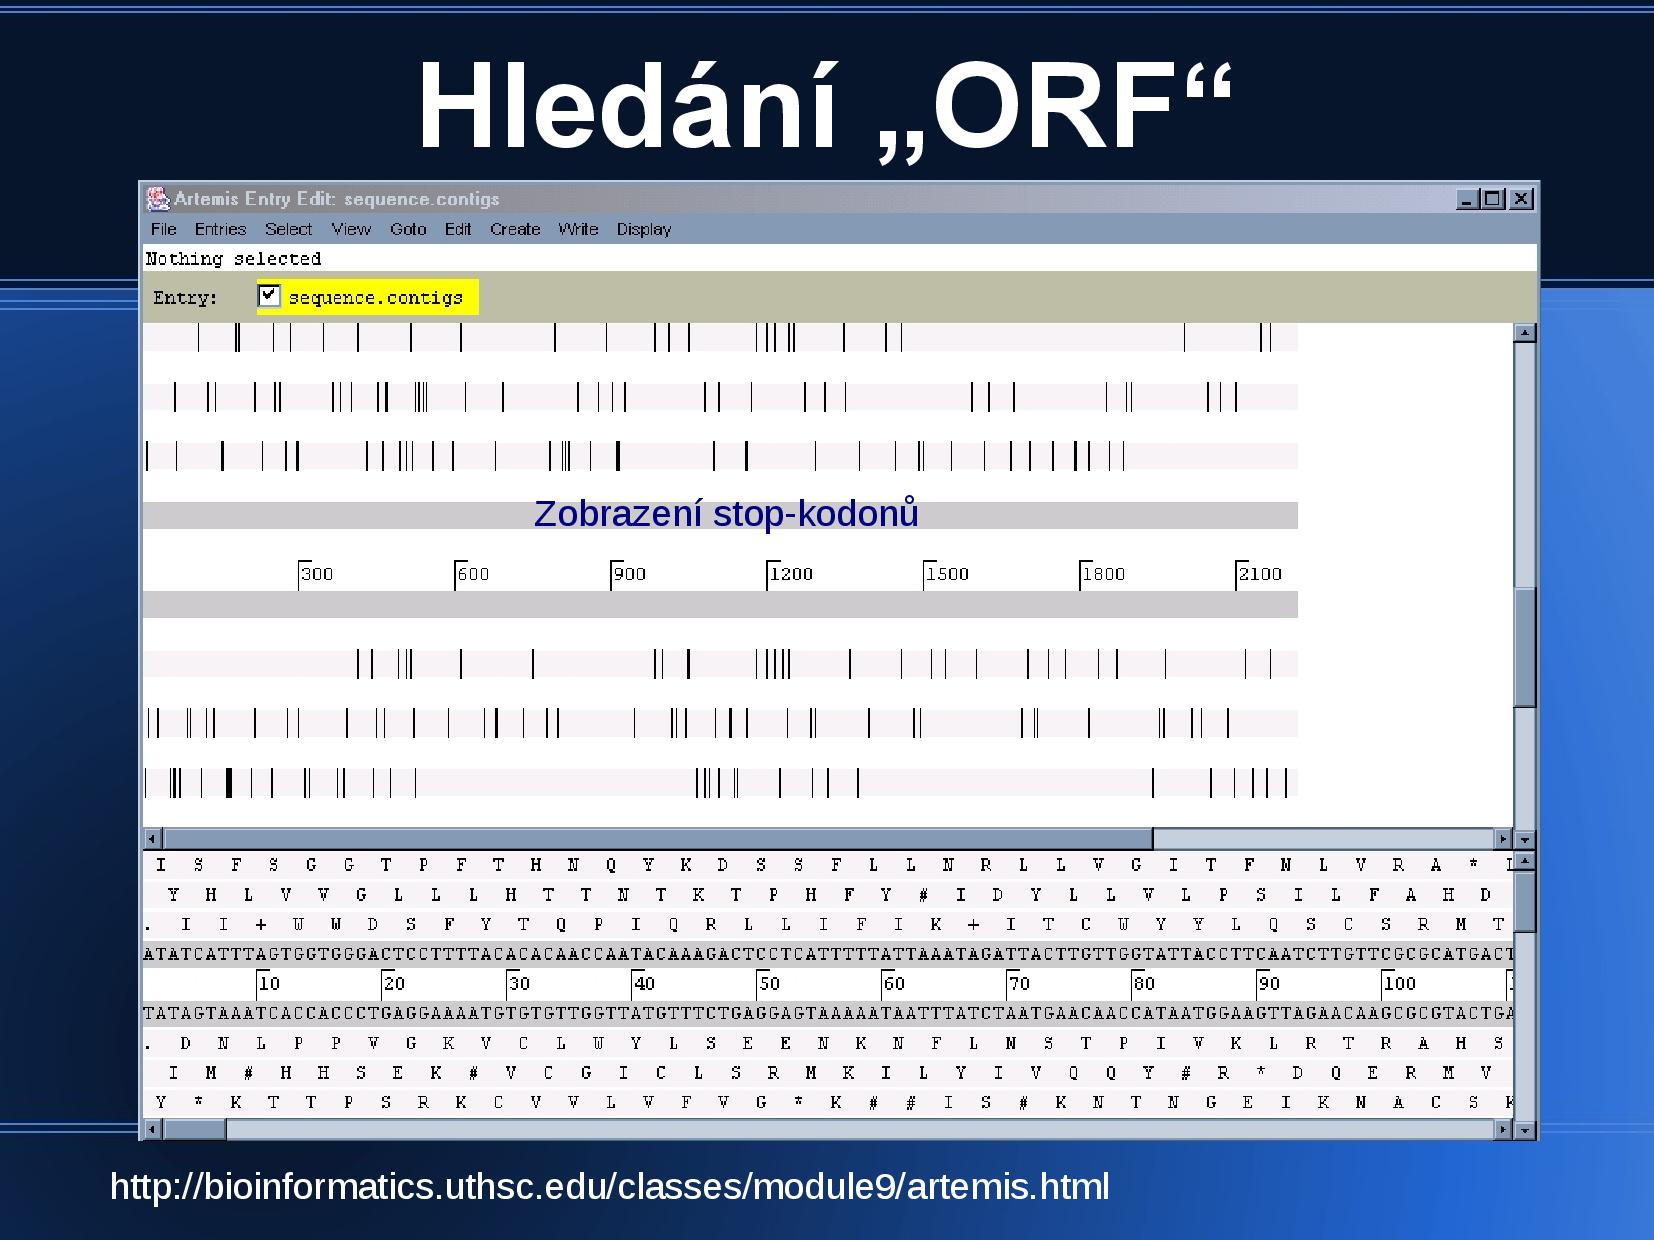 Hledání „ORF“
Artemis Entry Edit: sequence.contigs
File Entries Select View Goto Edit Create Write Display
Nothing selected
Entry: sequence.contigs
Zobrazení stop-kodonů
300 600 900 1200 1500 1800 2100
I S F S G G T P F T H N Q Y K D S S F L L N R L L W G I T F N L V R A * L
Y H L V V G L L L H T T N T K T P H F Y # I D Y L L W L P S I L F A H D
. I I + W W D S F Y T Q P I Q R L L I F I K + I T C W Y Y L Q S C S R M T
ATATCATTTAGTGGTGGGACTCCTTTTACACACAACCAATACAAAGACTCCTCATTTTTATTAAATAGATTACTTGTTGGTATTACCTTCAATCTTGTTCGCGCATGACT
10 20 30 40 50 60 70 80 90 100
TATAGTAAATCACCACCCTGAGGAAAATGTGTGTTGGTTATGTTTCTGAGGAGTAAAAATAATTTATCTAATGAACAACCATAATGGAAGTTAGAACAAGCGCGTACTGA
. D N L P P V G K V C L W Y L S E E N K N F L N S T P I V K L R T R A H S
I M # H H S E K # V C G I C L S R M K I L Y I V Q Q Y # R * D Q E R M V
Y * K T T P S R K C V V L V F V G * K # # I S # K N T N G E I K N A C S K
http://bioinformatics.uthsc.edu/classes/module9/artemis.html